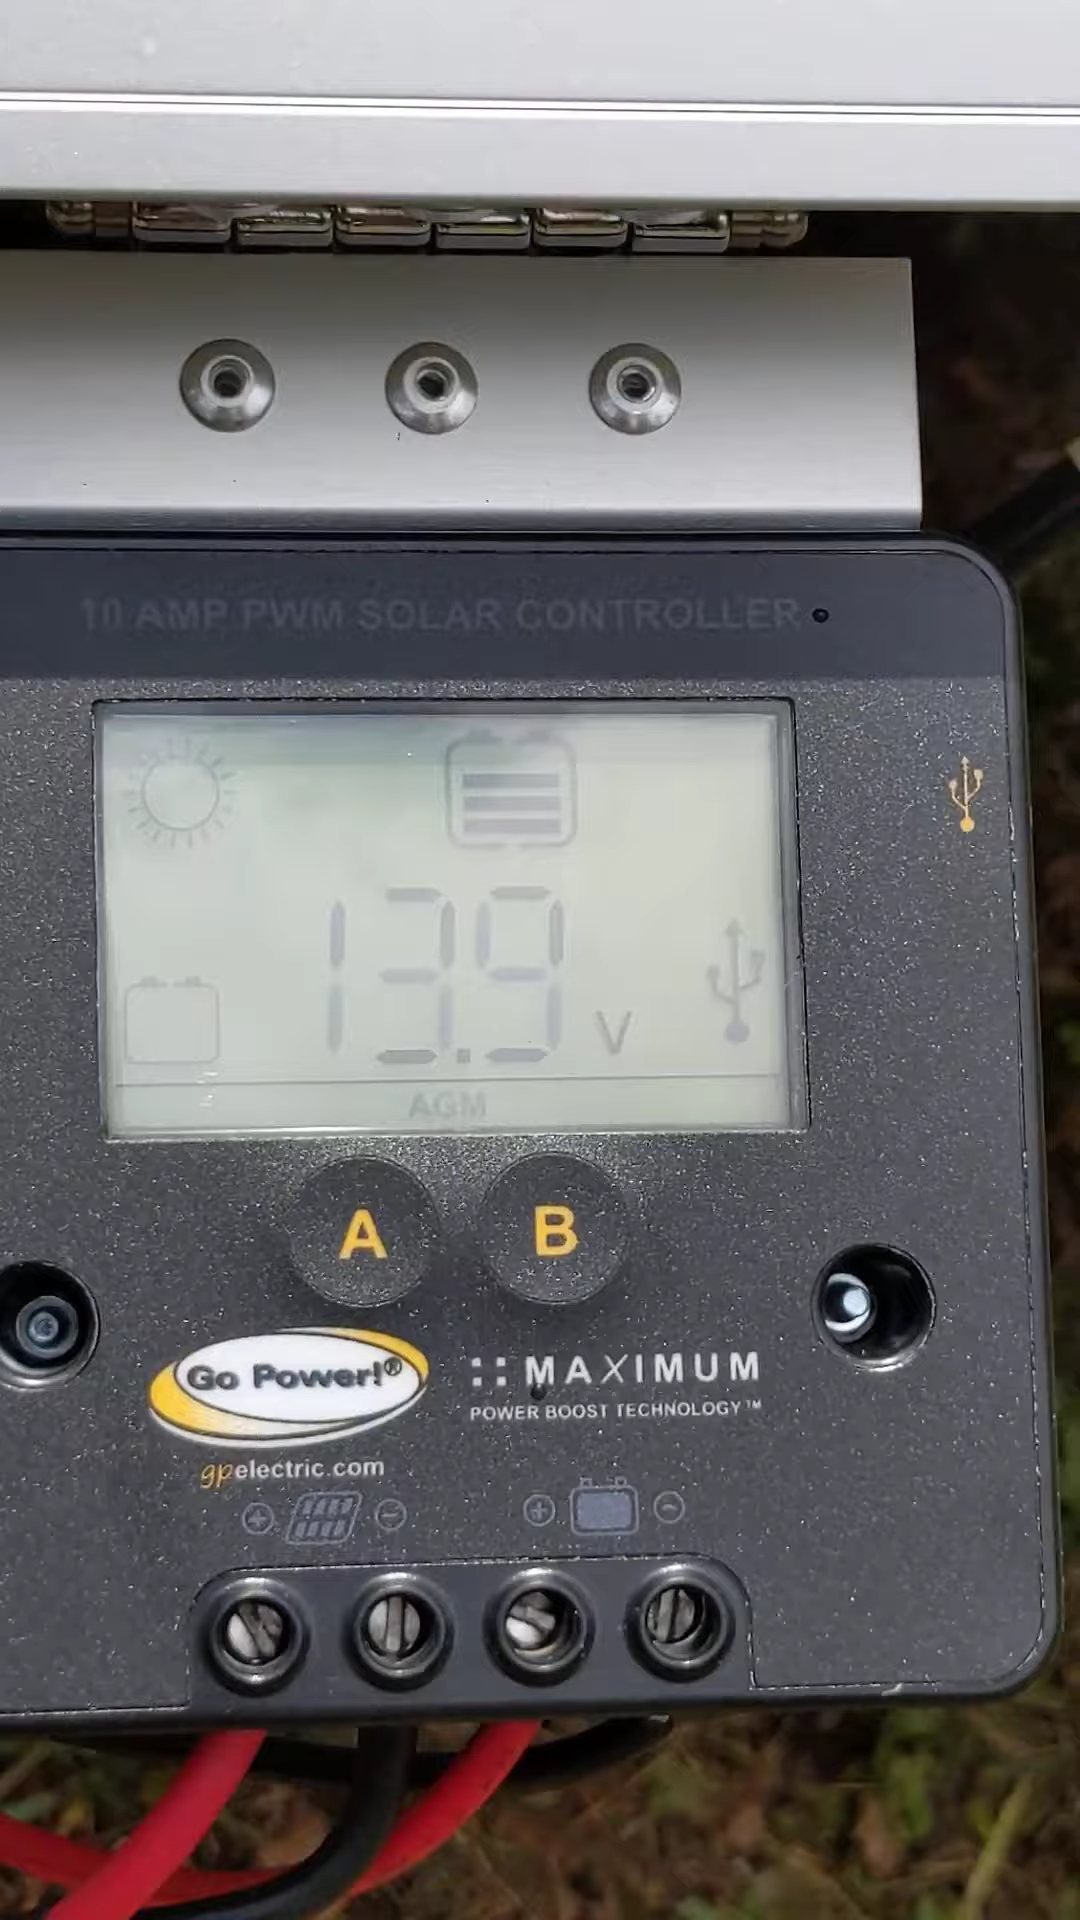 10 AMP PWM SOLAR CONTROLLER
13.9 V
AGM
A B
Go Power!®
MAXIMUM
POWER BOOST TECHNOLOGY™
gpelectric.com